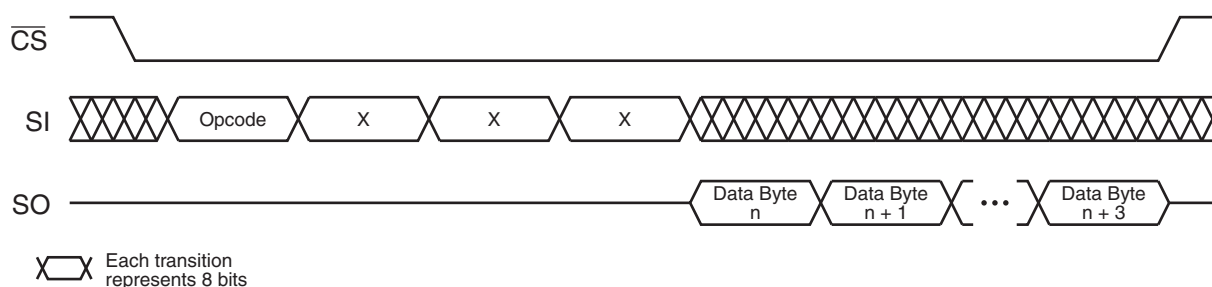 CS
SI
Opcode
X
X
X
SO
Data Byte
n
Data Byte
n + 1
•••
Data Byte
n + 3
Each transition
represents 8 bits